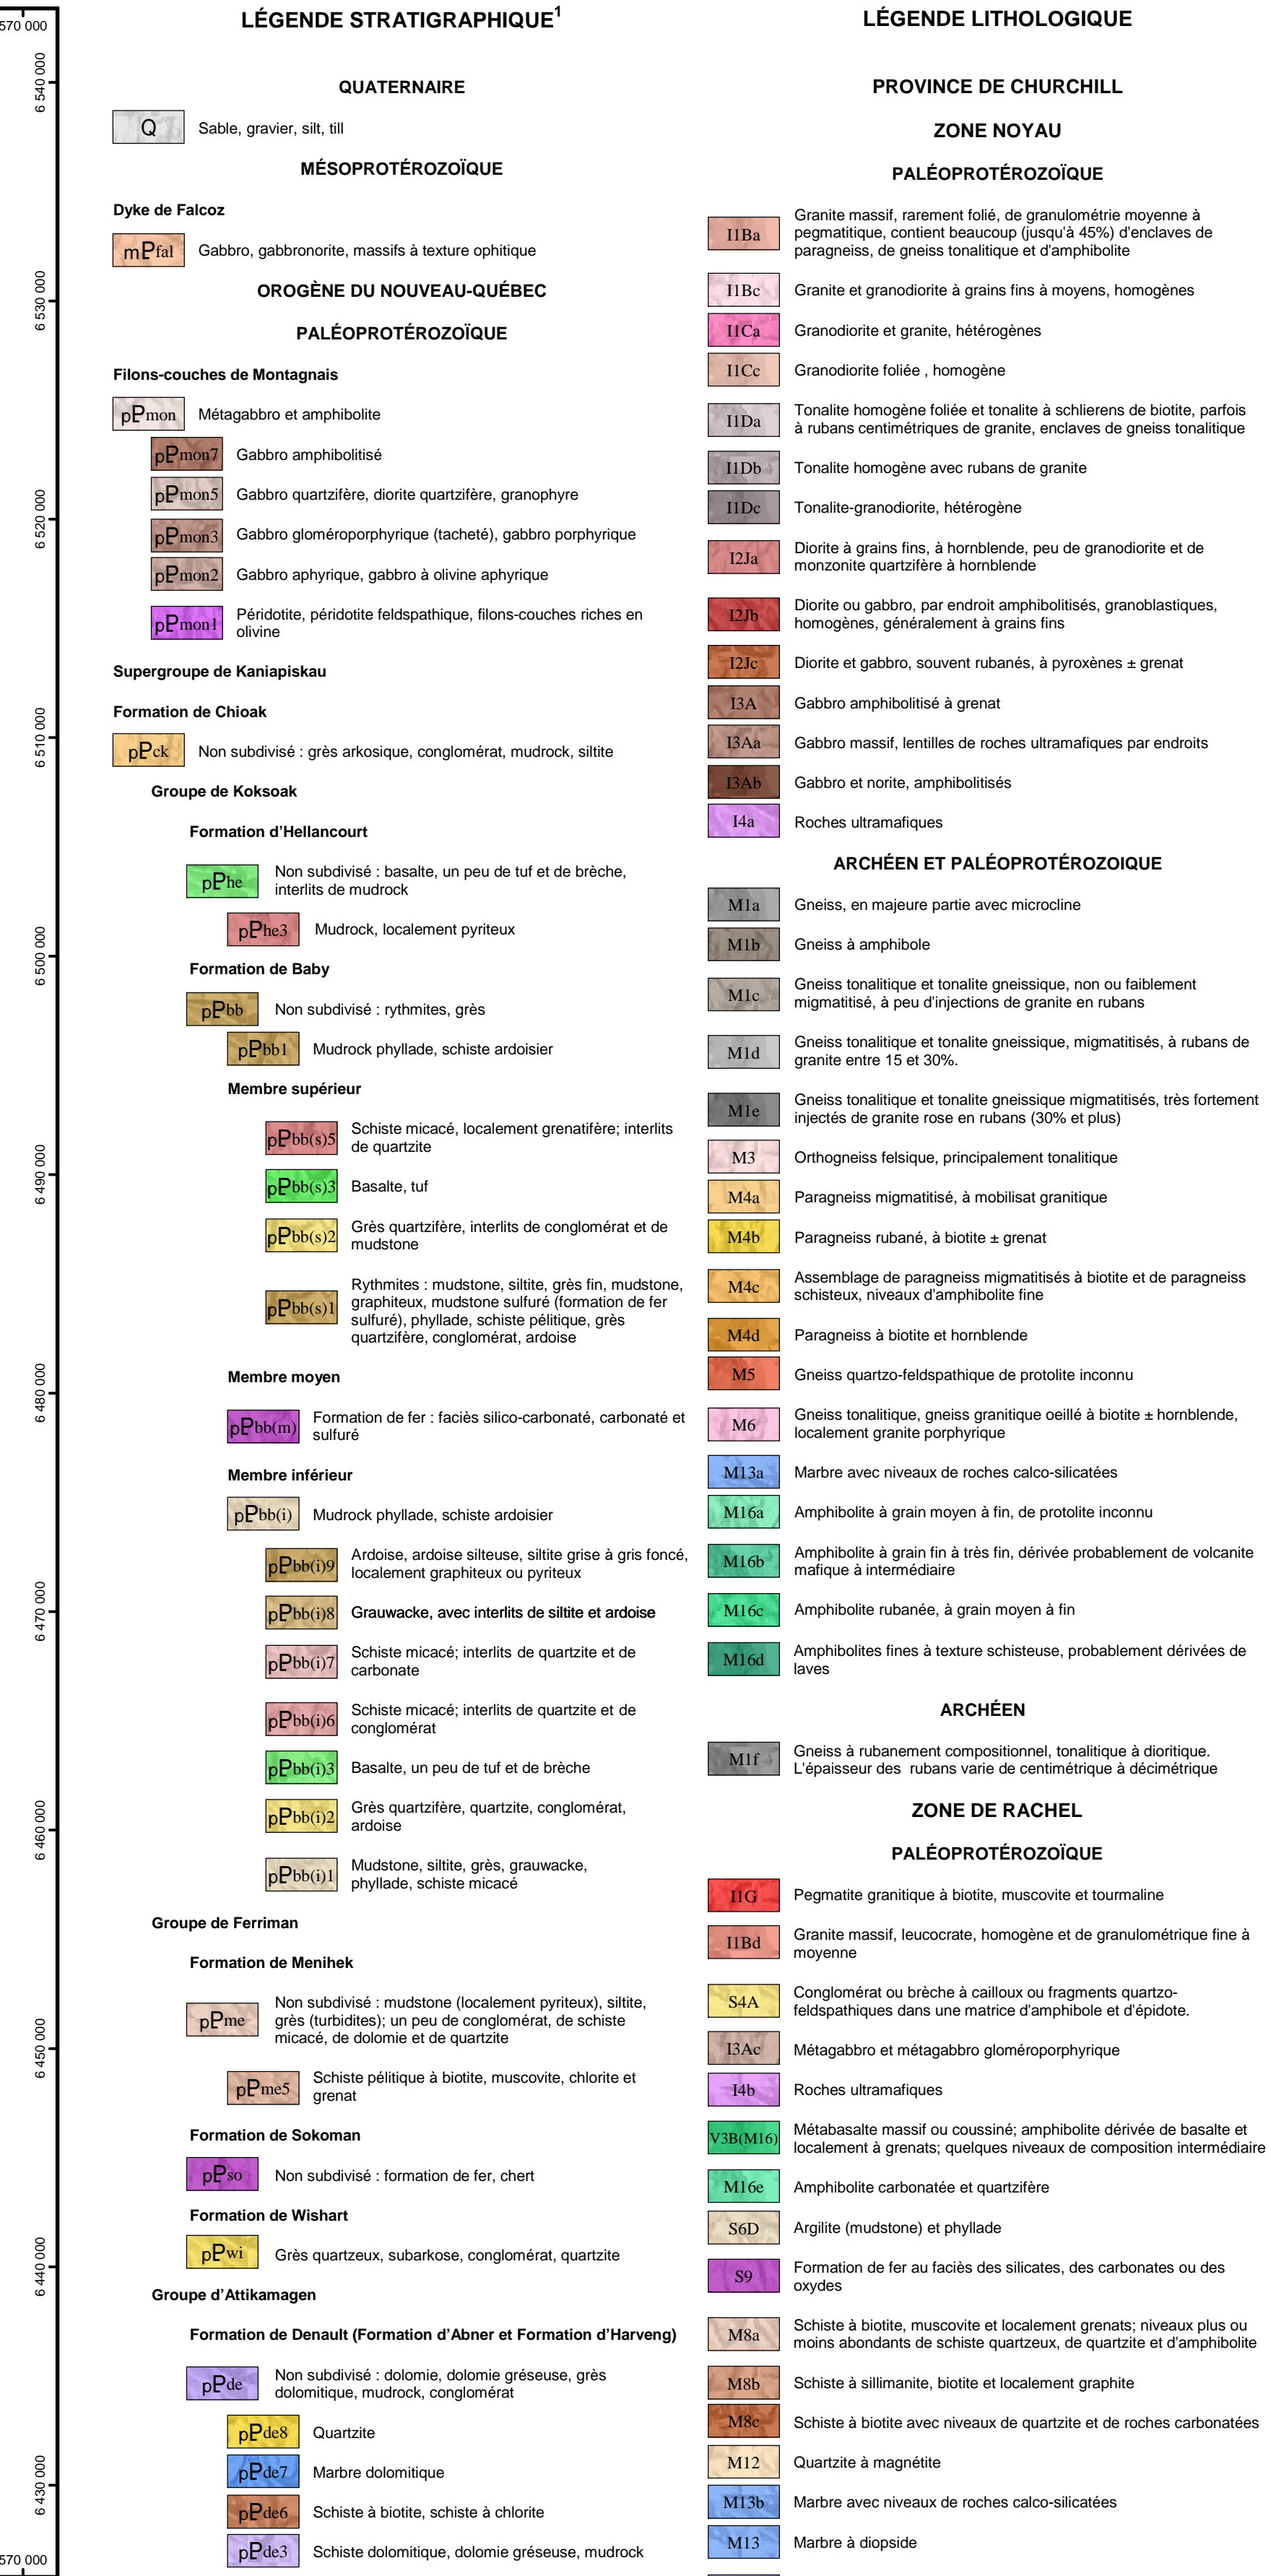 570 000
6 540 000
6 530 000
6 520 000
6 510 000
6 500 000
6 490 000
6 480 000
6 470 000
6 460 000
6 450 000
6 440 000
6 430 000
570 000
LÉGENDE STRATIGRAPHIQUE1
QUATERNAIRE
Q Sable, gravier, silt, till
MÉSOPROTÉROZOÏQUE
Dyke de Falcoz
mPfal Gabbro, gabbronorite, massifs à texture ophitique
OROGÈNE DU NOUVEAU-QUÉBEC
PALÉOPROTÉROZOÏQUE
Filons-couches de Montagnais
pPmon Métagabbro et amphibolite
pPmon7 Gabbro amphibolitisé
pPmon5 Gabbro quartzifère, diorite quartzifère, granophyre
pPmon3 Gabbro gloméroporphyrique (tacheté), gabbro porphyrique
pPmon2 Gabbro aphyrique, gabbro à olivine aphyrique
pPmon1 Péridotite, péridotite feldspathique, filons-couches riches en
olivine
Supergroupe de Kaniapiskau
Formation de Chioak
pPck Non subdivisé : grès arkosique, conglomérat, mudrock, siltite
Groupe de Koksoak
Formation d'Hellancourt
pPhe Non subdivisé : basalte, un peu de tuf et de brèche,
interlits de mudrock
pPhe3 Mudrock, localement pyriteux
Formation de Baby
pPbb Non subdivisé : rythmites, grès
pPbb1 Mudrock phyllade, schiste ardoisier
Membre supérieur
pPbb(s)5 Schiste micacé, localement grenatifère; interlits
de quartzite
pPbb(s)3 Basalte, tuf
pPbb(s)2 Grès quartzifère, interlits de conglomérat et de
mudstone
pPbb(s)1 Rythmites : mudstone, siltite, grès fin, mudstone,
graphiteux, mudstone sulfuré (formation de fer
sulfuré), phyllade, schiste pélitique, grès
quartzifère, conglomérat, ardoise
Membre moyen
pPbb(m) Formation de fer : faciès silico-carbonaté, carbonaté et
sulfuré
Membre inférieur
pPbb(i) Mudrock phyllade, schiste ardoisier
pPbb(i)9 Ardoise, ardoise silteuse, siltite grise à gris foncé,
localement graphiteux ou pyriteux
pPbb(i)8 Grauwacke, avec interlits de siltite et ardoise
pPbb(i)7 Schiste micacé; interlits de quartzite et de
carbonate
pPbb(i)6 Schiste micacé; interlits de quartzite et de
conglomérat
pPbb(i)3 Basalte, un peu de tuf et de brèche
pPbb(i)2 Grès quartzifère, quartzite, conglomérat,
ardoise
pPbb(i)1 Mudstone, siltite, grès, grauwacke,
phyllade, schiste micacé
Groupe de Ferriman
Formation de Menihek
pPme Non subdivisé : mudstone (localement pyriteux), siltite,
grès (turbidites); un peu de conglomérat, de schiste
micacé, de dolomie et de quartzite
pPme5 Schiste pélitique à biotite, muscovite, chlorite et
grenat
Formation de Sokoman
pPso Non subdivisé : formation de fer, chert
Formation de Wishart
pPwi Grès quartzeux, subarkose, conglomérat, quartzite
Groupe d'Attikamagen
Formation de Denault (Formation d'Abner et Formation d'Harveng)
pPde Non subdivisé : dolomie, dolomie gréseuse, grès
dolomitique, mudrock, conglomérat
pPde8 Quartzite
pPde7 Marbre dolomitique
pPde6 Schiste à biotite, schiste à chlorite
pPde3 Schiste dolomitique, dolomie gréseuse, mudrock
LÉGENDE LITHOLOGIQUE
PROVINCE DE CHURCHILL
ZONE NOYAU
PALÉOPROTÉROZOÏQUE
I1Ba Granite massif, rarement folié, de granulométrie moyenne à
pegmatitique, contient beaucoup (jusqu'à 45%) d'enclaves de
paragneiss, de gneiss tonalitique et d'amphibolite
I1Bc Granite et granodiorite à grains fins à moyens, homogènes
I1Ca Granodiorite et granite, hétérogènes
I1Cc Granodiorite foliée , homogène
I1Da Tonalite homogène foliée et tonalite à schlierens de biotite, parfois
à rubans centimétriques de granite, enclaves de gneiss tonalitique
I1Db Tonalite homogène avec rubans de granite
I1Dc Tonalite-granodiorite, hétérogène
I2Ja Diorite à grains fins, à hornblende, peu de granodiorite et de
monzonite quartzifère à hornblende
I2Jb Diorite ou gabbro, par endroit amphibolitisés, granoblastiques,
homogènes, généralement à grains fins
I2Jc Diorite et gabbro, souvent rubanés, à pyroxènes ± grenat
I3A Gabbro amphibolitisé à grenat
I3Aa Gabbro massif, lentilles de roches ultramafiques par endroits
I3Ab Gabbro et norite, amphibolitisés
I4a Roches ultramafiques
ARCHÉEN ET PALÉOPROTÉROZOIQUE
M1a Gneiss, en majeure partie avec microcline
M1b Gneiss à amphibole
M1c Gneiss tonalitique et tonalite gneissique, non ou faiblement
migmatitisé, à peu d'injections de granite en rubans
M1d Gneiss tonalitique et tonalite gneissique, migmatitisés, à rubans de
granite entre 15 et 30%.
M1e Gneiss tonalitique et tonalite gneissique migmatitisés, très fortement
injectés de granite rose en rubans (30% et plus)
M3 Orthogneiss felsique, principalement tonalitique
M4a Paragneiss migmatitisé, à mobilisat granitique
M4b Paragneiss rubané, à biotite ± grenat
M4c Assemblage de paragneiss migmatitisés à biotite et de paragneiss
schisteux, niveaux d'amphibolite fine
M4d Paragneiss à biotite et hornblende
M5 Gneiss quartzo-feldspathique de protolite inconnu
M6 Gneiss tonalitique, gneiss granitique oeillé à biotite ± hornblende,
localement granite porphyrique
M13a Marbre avec niveaux de roches calco-silicatées
M16a Amphibolite à grain moyen à fin, de protolite inconnu
M16b Amphibolite à grain fin à très fin, dérivée probablement de volcanite
mafique à intermédiaire
M16c Amphibolite rubanée, à grain moyen à fin
M16d Amphibolites fines à texture schisteuse, probablement dérivées de
laves
ARCHÉEN
M1f Gneiss à rubanement compositionnel, tonalitique à dioritique.
L'épaisseur des rubans varie de centimétrique à décimétrique
ZONE DE RACHEL
PALÉOPROTÉROZOÏQUE
I1G Pegmatite granitique à biotite, muscovite et tourmaline
I1Bd Granite massif, leucocrate, homogène et de granulométrique fine à
moyenne
S4A Conglomérat ou brèche à cailloux ou fragments quartzo-
feldspathiques dans une matrice d'amphibole et d'épidote.
I3Ac Métagabbro et métagabbro gloméroporphyrique
I4b Roches ultramafiques
V3B(M16) Métabasalte massif ou coussiné; amphibolite dérivée de basalte et
localement à grenats; quelques niveaux de composition intermédiaire
M16e Amphibolite carbonatée et quartzifère
S6D Argilite (mudstone) et phyllade
S9 Formation de fer au faciès des silicates, des carbonates ou des
oxydes
M8a Schiste à biotite, muscovite et localement grenats; niveaux plus ou
moins abondants de schiste quartzeux, de quartzite et d'amphibolite
M8b Schiste à sillimanite, biotite et localement graphite
M8c Schiste à biotite avec niveaux de quartzite et de roches carbonatées
M12 Quartzite à magnétite
M13b Marbre avec niveaux de roches calco-silicatées
M13 Marbre à diopside